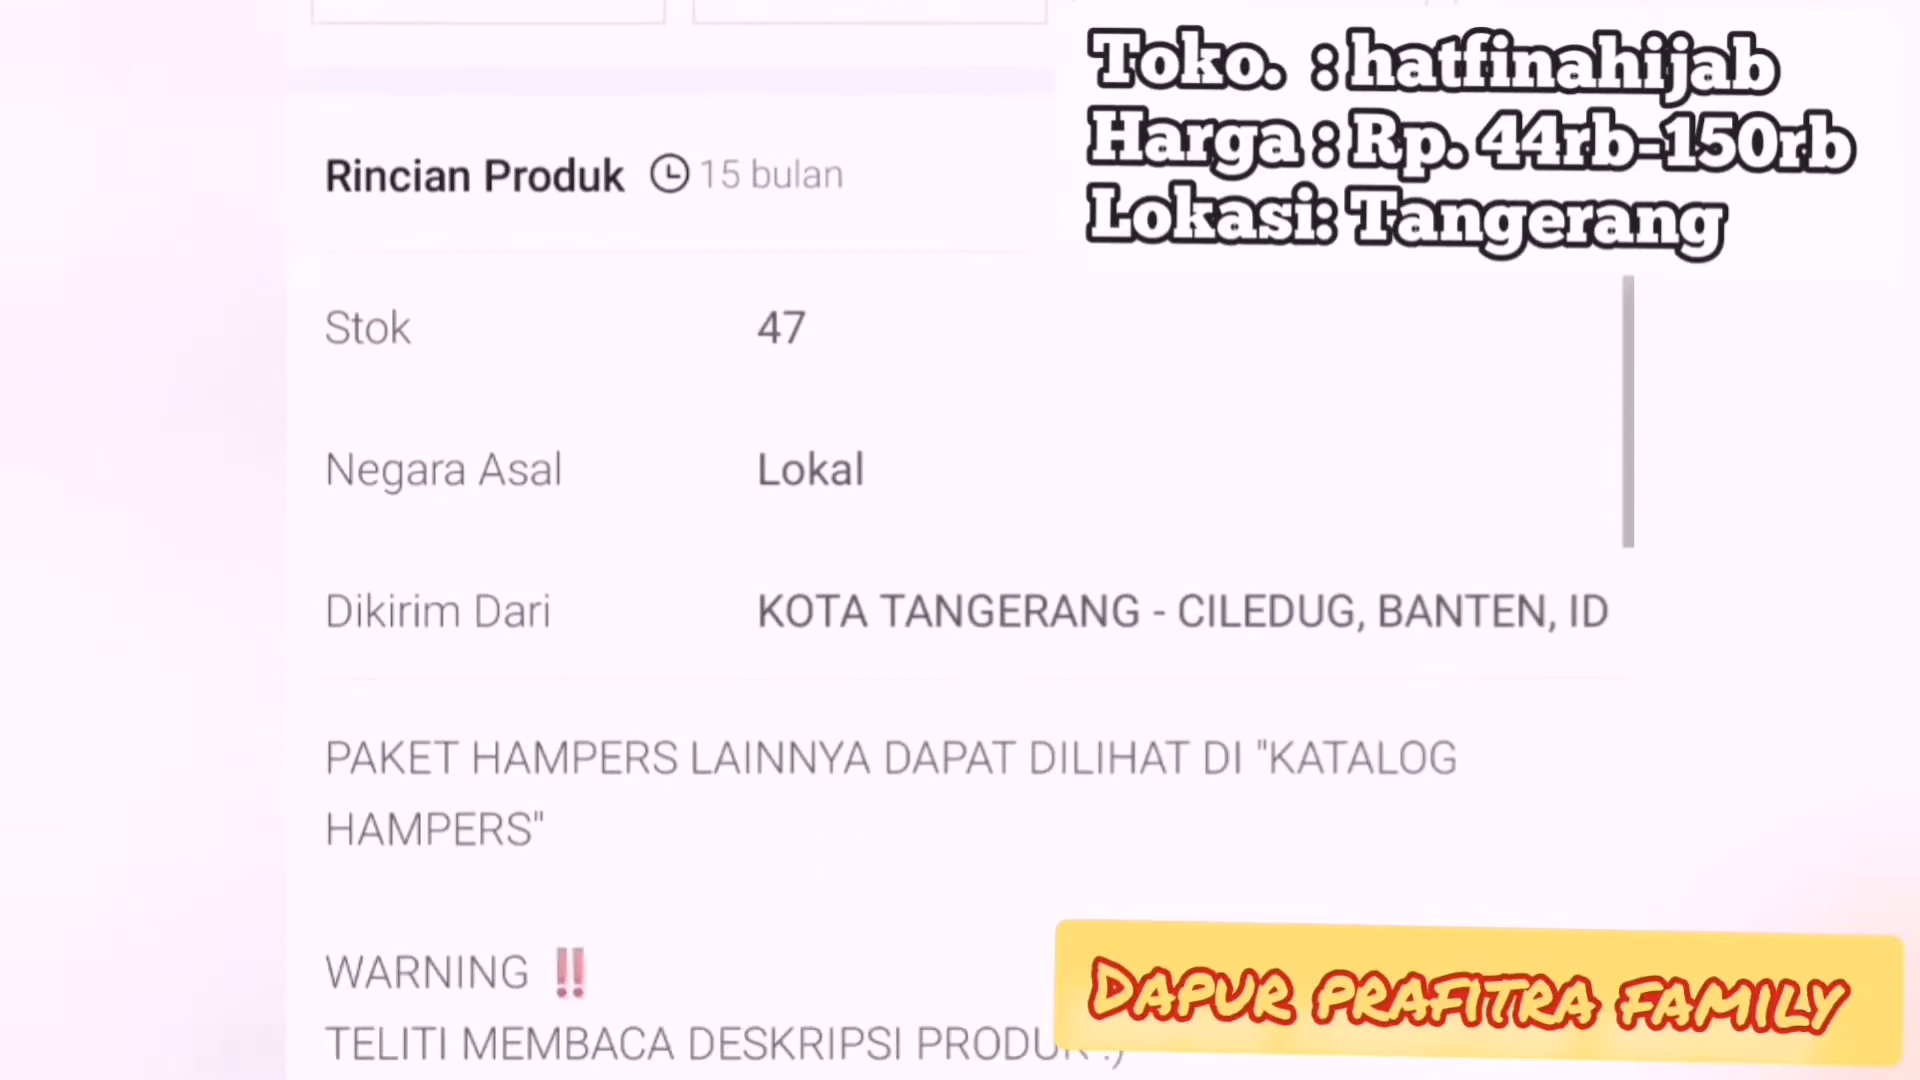 Toko. : hatfinahijab
Harga : Rp. 44rb-150rb
Lokasi: Tangerang
Rincian Produk 15 bulan
Stok 47
Negara Asal Lokal
Dikirim Dari KOTA TANGERANG - CILEDUG, BANTEN, ID
PAKET HAMPERS LAINNYA DAPAT DILIHAT DI "KATALOG
HAMPERS"
WARNING ‼
TELITI MEMBACA DESKRIPSI PRODUK :)
DAPUR PRAFITRA FAMILY